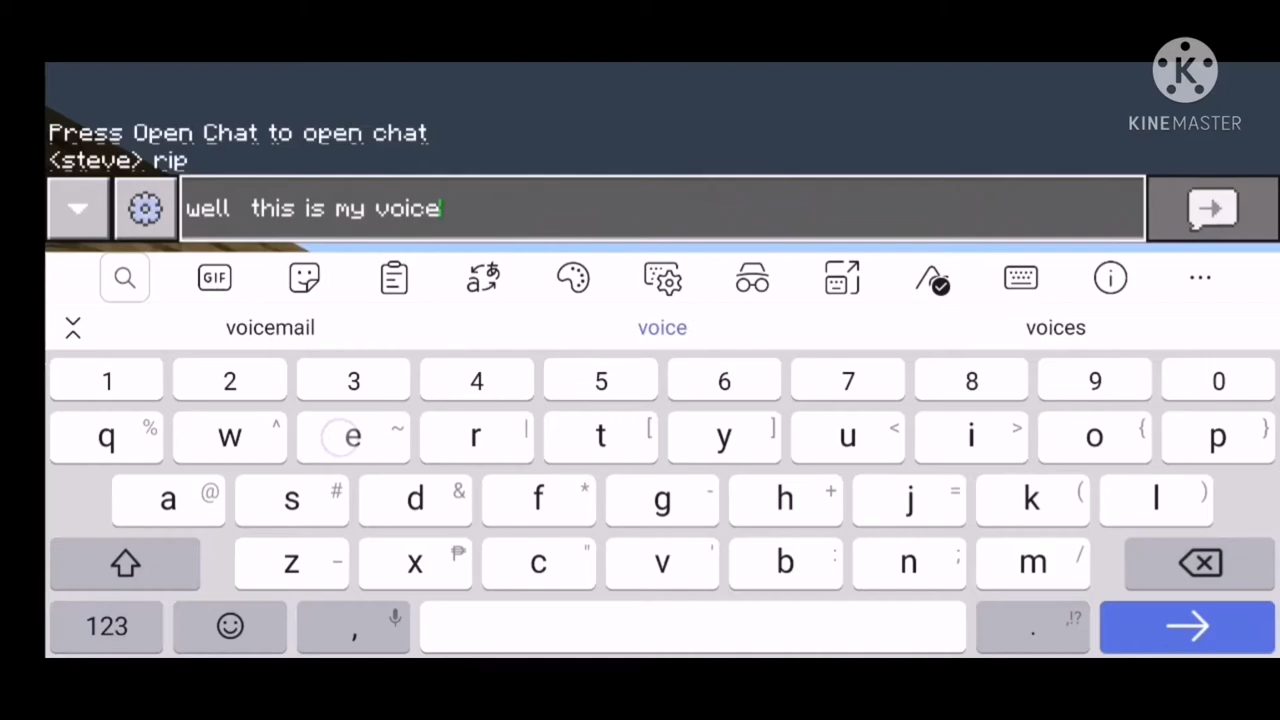 K
KINEMASTER
Press Open Chat to open chat
<steve> rip
well  this is my voice
GIF
voicemail voice voices
1 2 3 4 5 6 7 8 9 0
q % w ^ e ~ r | t [ y ] u < i > o { p }
a @ s # d & f * g - h + j = k ( l )
z _ x ₱ c " v ' b : n ; m /
123 , . ,!?